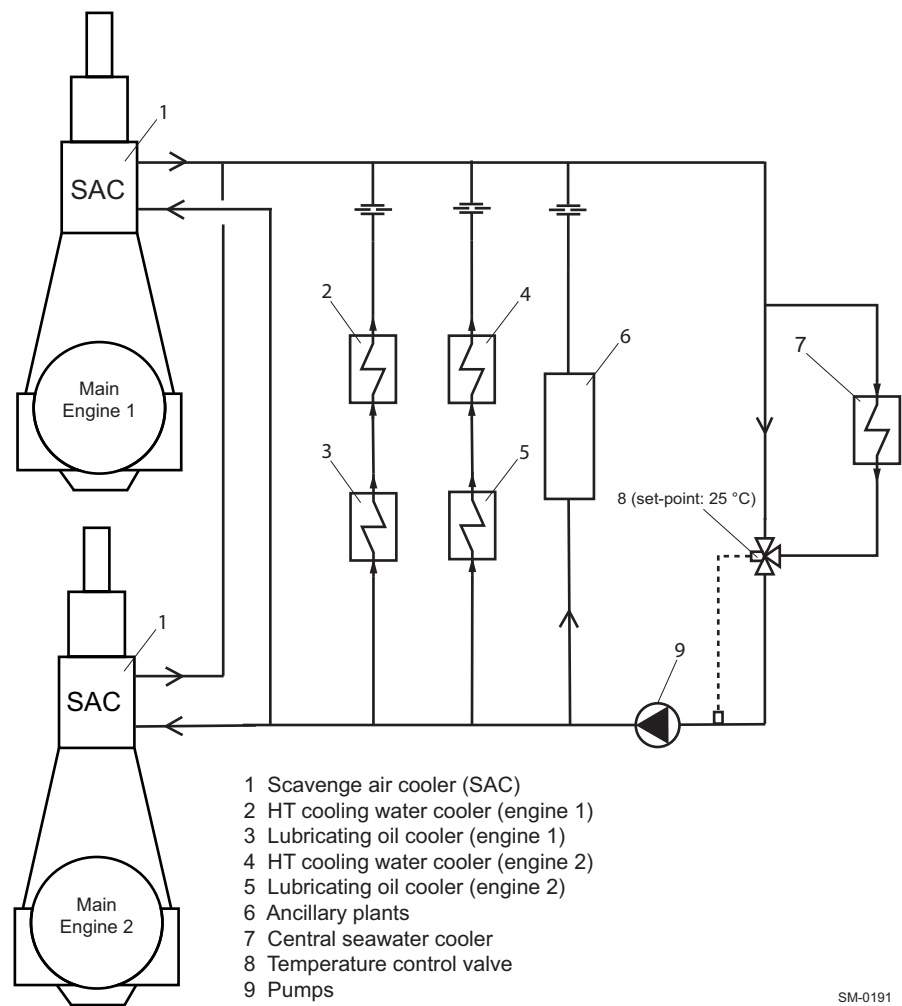 1
SAC
2
4
6
7
3
5
Main
Engine 1
8 (set-point: 25 °C)
1
SAC
9
Main
Engine 2
1 Scavenge air cooler (SAC)
2 HT cooling water cooler (engine 1)
3 Lubricating oil cooler (engine 1)
4 HT cooling water cooler (engine 2)
5 Lubricating oil cooler (engine 2)
6 Ancillary plants
7 Central seawater cooler
8 Temperature control valve
9 Pumps
SM-0191